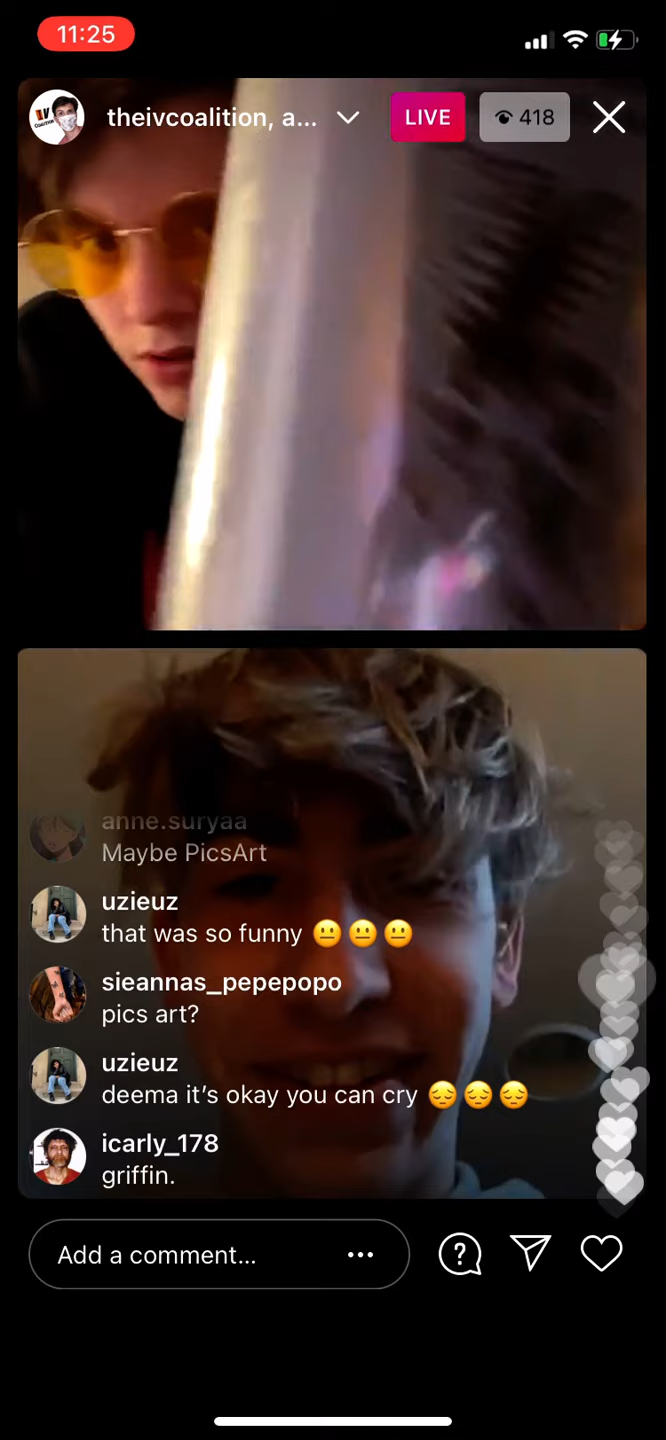 11:25
theivcoalition, a...
LIVE
418
anne.suryaa
Maybe PicsArt
uzieuz
that was so funny 😐😐😐
sieannas_pepepopo
pics art?
uzieuz
deema it’s okay you can cry 😔😔😔
icarly_178
griffin.
Add a comment...